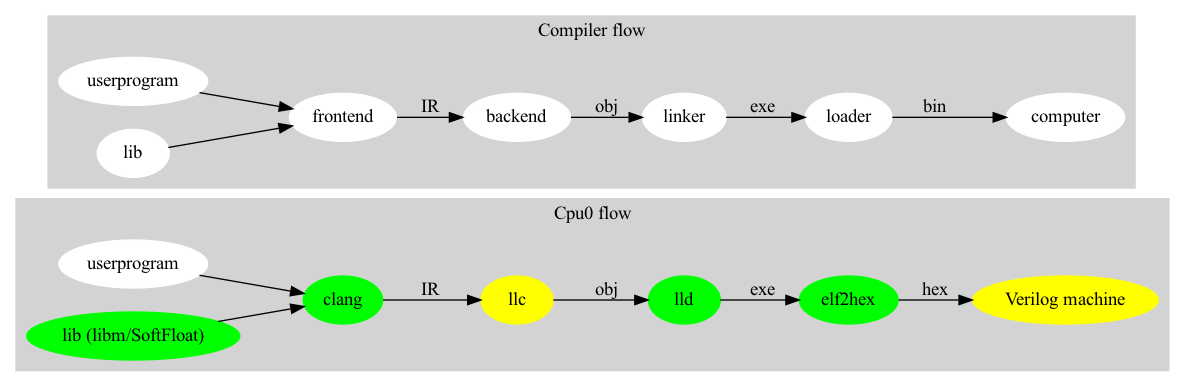 Compiler flow
userprogram
lib
frontend
IR
backend
obj
linker
exe
loader
bin
computer
Cpu0 flow
userprogram
lib (libm/SoftFloat)
clang
IR
llc
obj
lld
exe
elf2hex
hex
Verilog machine